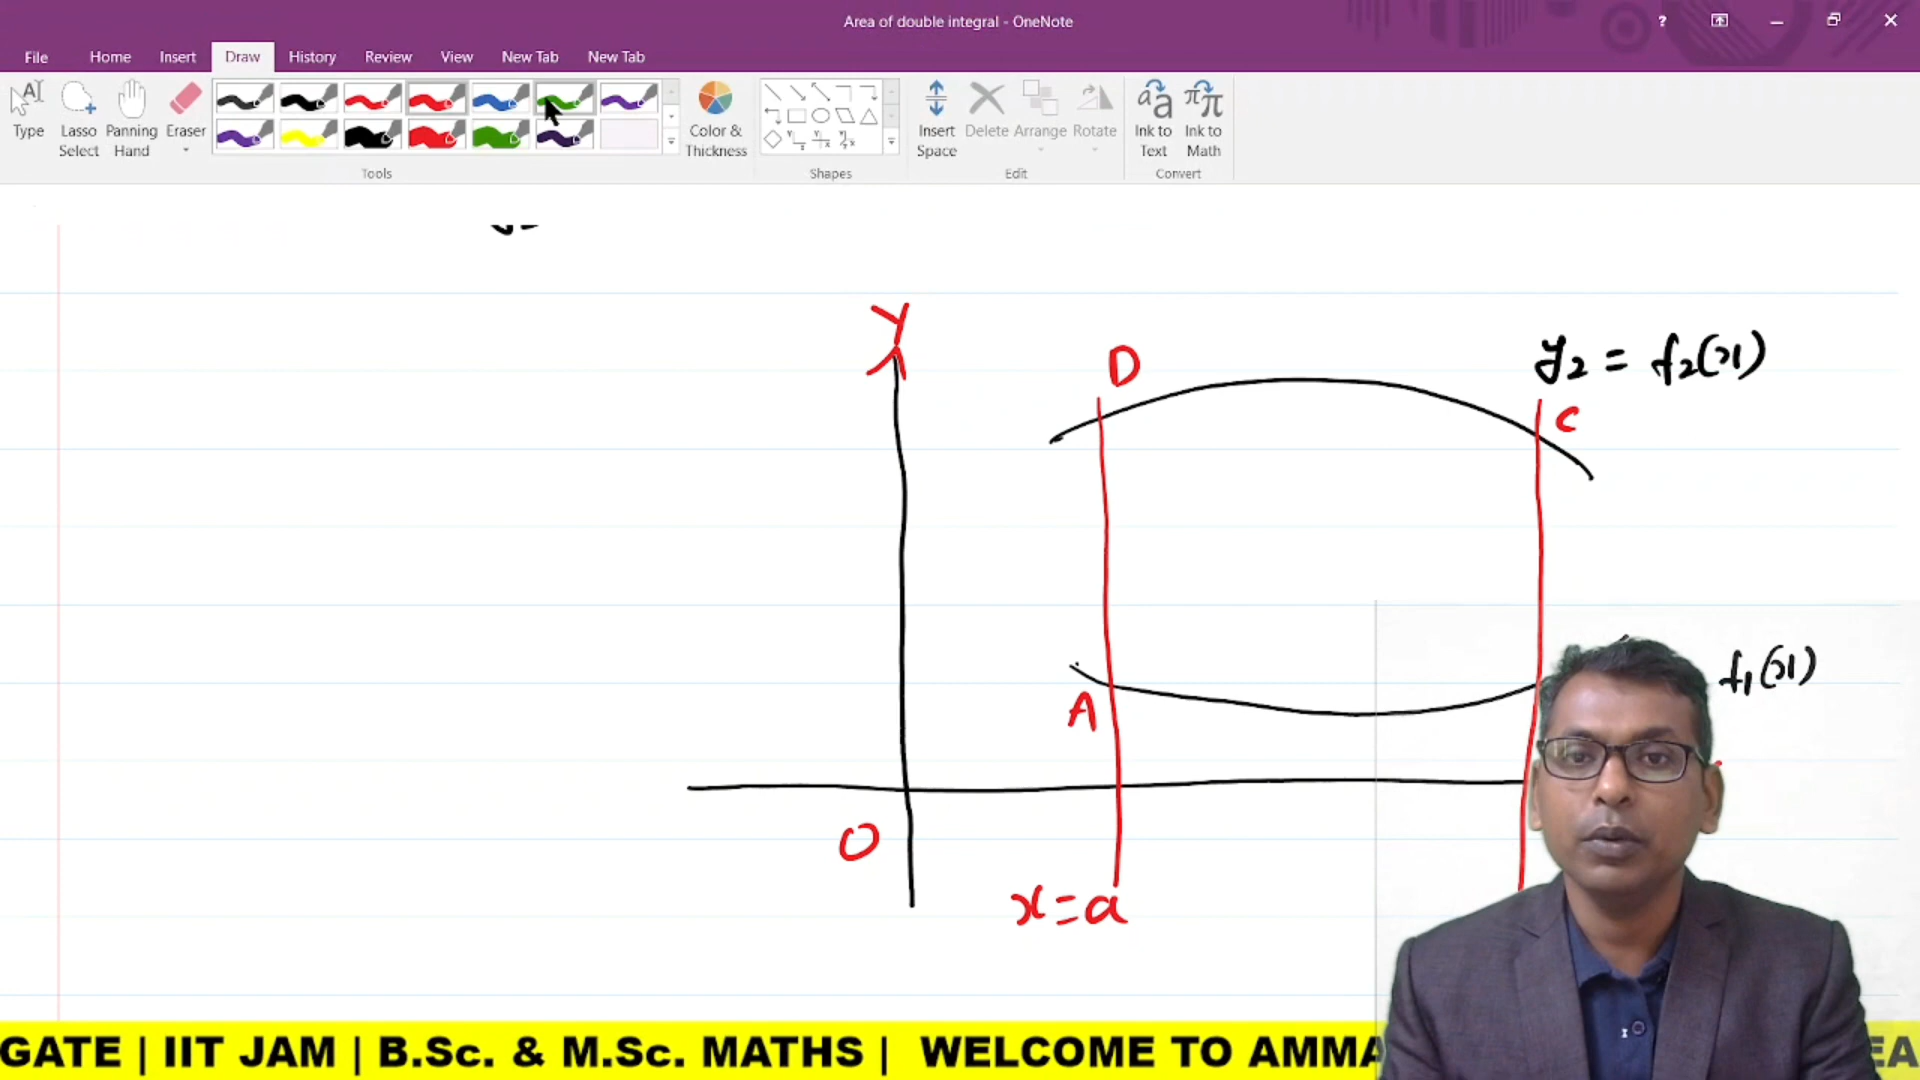 Area of double integral - OneNote
File Home Insert Draw History Review View New Tab New Tab
Type
Lasso Select
Panning Hand
Eraser
Color & Thickness
Insert Space
Delete
Arrange
Rotate
Ink to Text
Ink to Math
Tools
Shapes
Edit
Convert
Y
D
y₂ = f₂(x)
C
A
f₁(x)
O
x=a
GATE | IIT JAM | B.Sc. & M.Sc. MATHS | WELCOME TO AMMA
EA